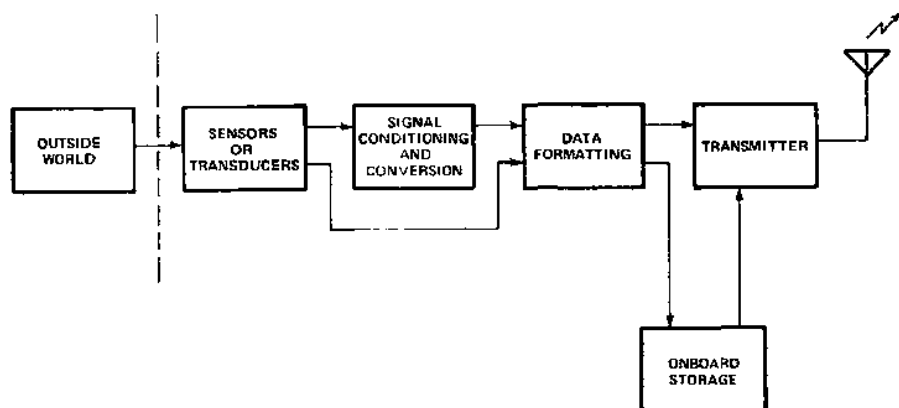 OUTSIDE
WORLD
SENSORS
OR
TRANSDUCERS
SIGNAL
CONDITIONING
AND
CONVERSION
DATA
FORMATTING
TRANSMITTER
ONBOARD
STORAGE